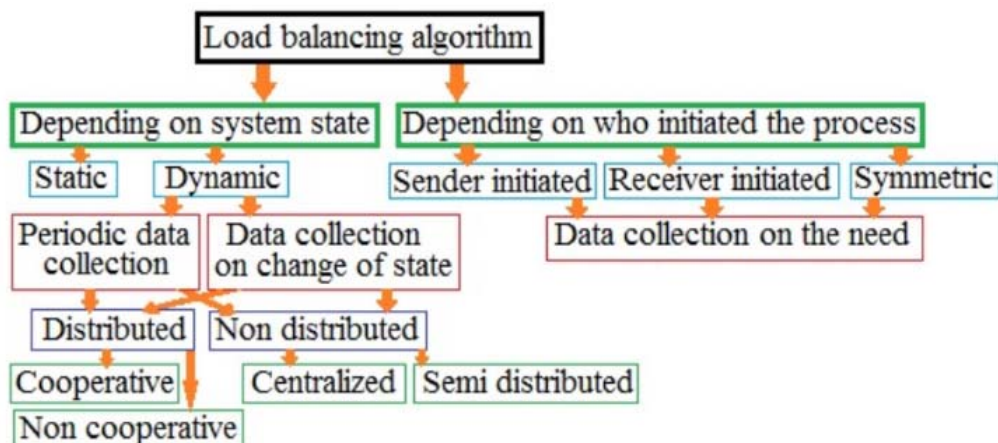 Load balancing algorithm
Depending on system state
Depending on who initiated the process
Static
Dynamic
Sender initiated
Receiver initiated
Symmetric
Periodic data
collection
Data collection
on change of state
Data collection on the need
Distributed
Non distributed
Cooperative
Centralized
Semi distributed
Non cooperative